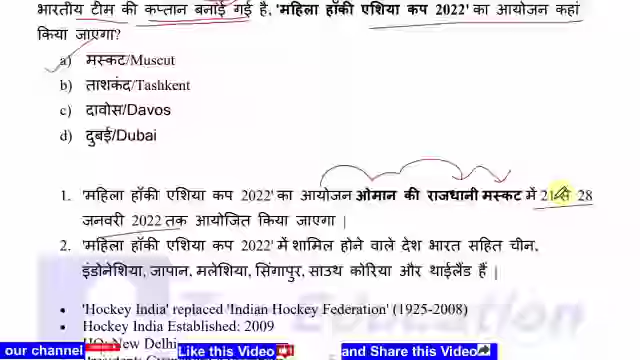 भारतीय टीम की कप्तान बनाई गई है, 'महिला हॉकी एशिया कप 2022' का आयोजन कहां
किया जाएगा?
a) मस्कट/Muscut
b) ताशकंद/Tashkent
c) दावोस/Davos
d) दुबई/Dubai
1. 'महिला हॉकी एशिया कप 2022' का आयोजन ओमान की राजधानी मस्कट में 21 से 28
जनवरी 2022 तक आयोजित किया जाएगा |
2. 'महिला हॉकी एशिया कप 2022' में शामिल होने वाले देश भारत सहित चीन,
इंडोनेशिया, जापान, मलेशिया, सिंगापुर, साउथ कोरिया और थाईलैंड हैं |
• 'Hockey India' replaced 'Indian Hockey Federation' (1925-2008)
• Hockey India Established: 2009
HQ: New Delhi
our channel Like this Video and Share this Video